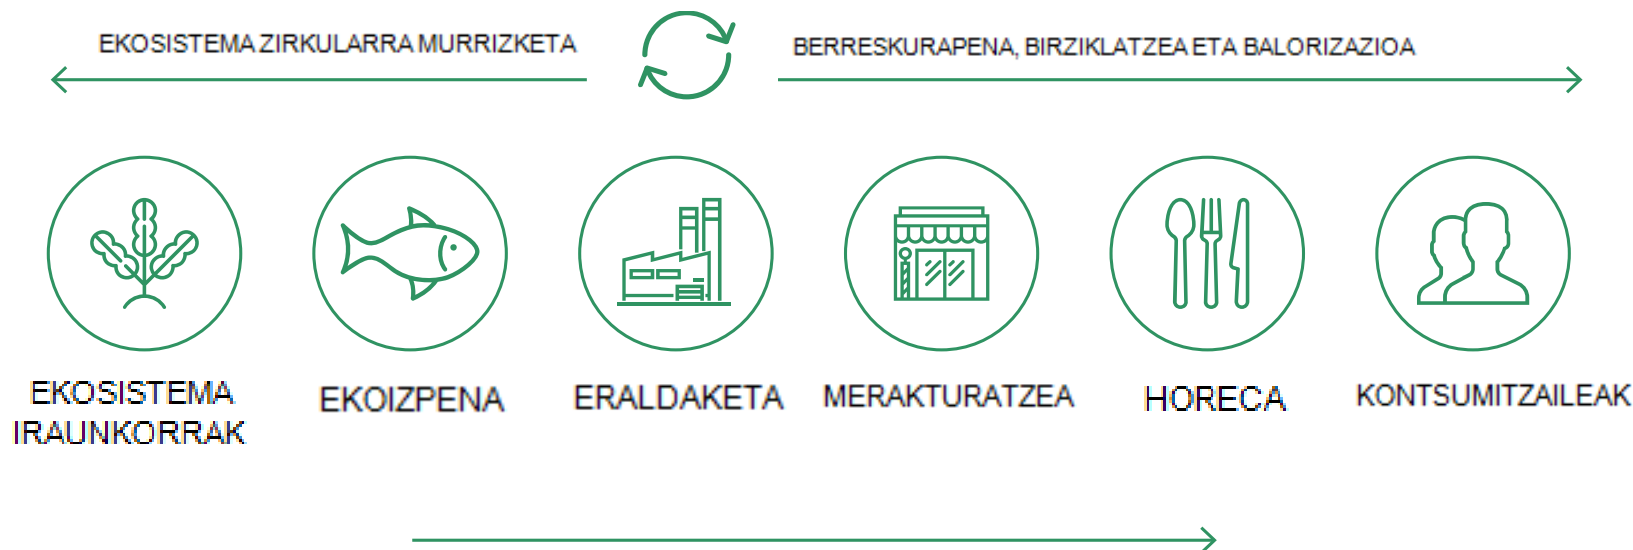 EKOSISTEMA ZIRKULARRA MURRIZKETA
BERRESKURAPENA, BIRZIKLATZEA ETA BALORIZAZIOA
EKOSISTEMA
IRAUNKORRAK
EKOIZPENA
ERALDAKETA
MERAKTURATZEA
HORECA
KONTSUMITZAILEAK